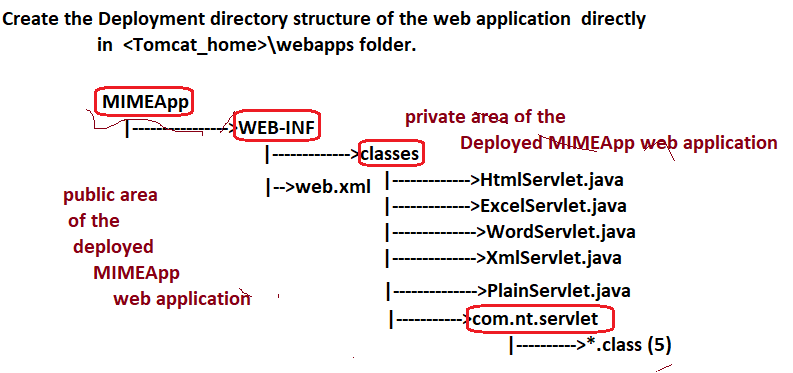 Create the Deployment directory structure of the web application directly
in <Tomcat_home>\webapps folder.
MIMEApp
|---------------->WEB-INF
private area of the
Deployed MIMEApp web application
|------------->classes
|-->web.xml
|------------->HtmlServlet.java
|------------->ExcelServlet.java
|------------->WordServlet.java
|------------->XmlServlet.java
|------------->PlainServlet.java
|----------->com.nt.servlet
|---------->*.class (5)
public area
of the
deployed
MIMEApp
web application